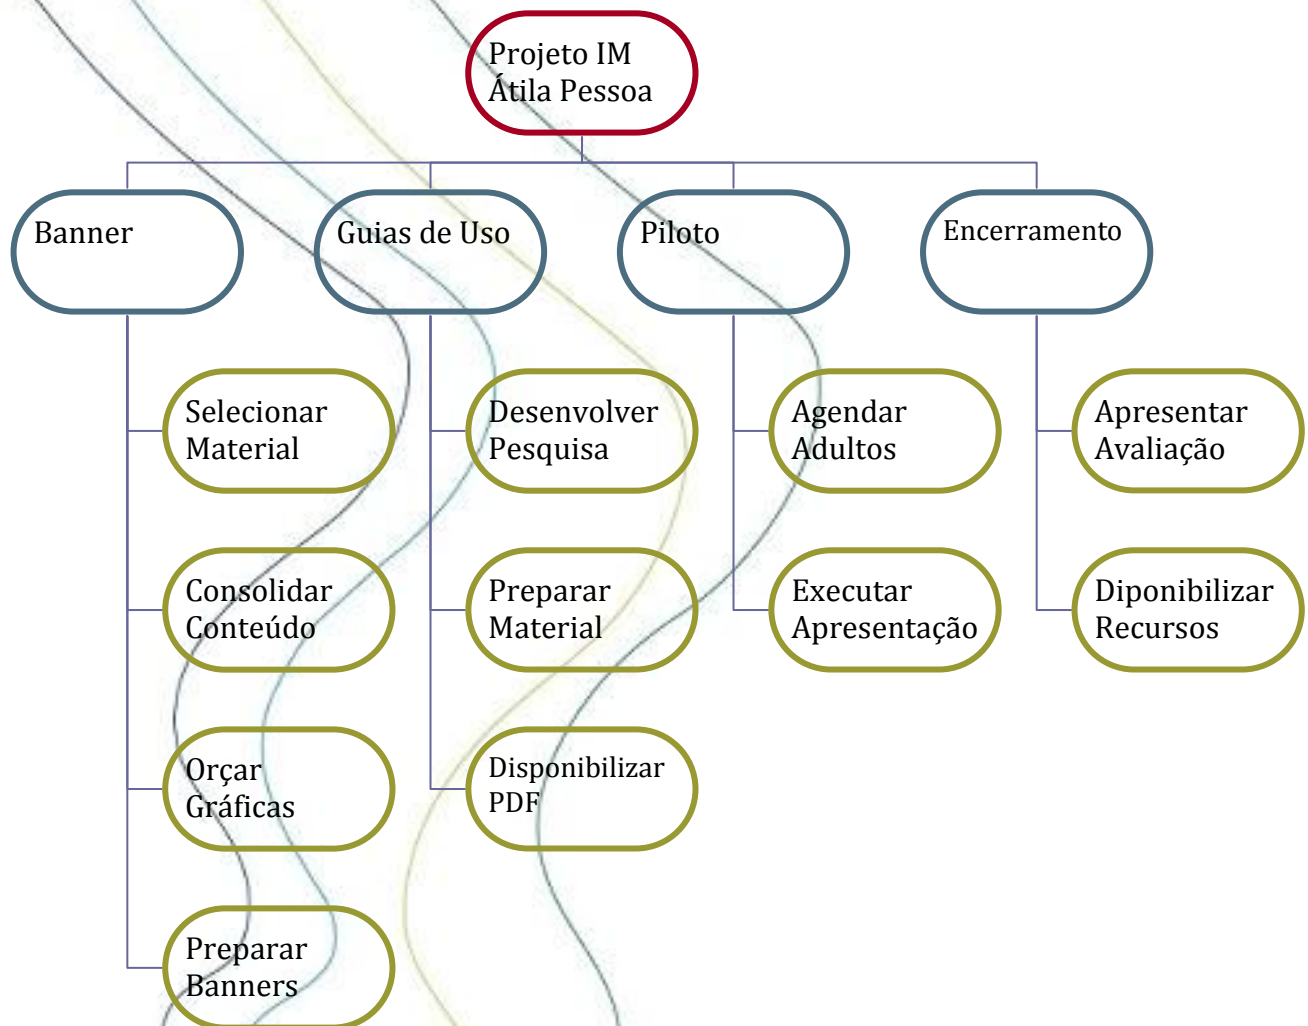 Projeto IM
Átila Pessoa
Banner
Guias de Uso
Piloto
Encerramento
Selecionar
Material
Desenvolver
Pesquisa
Agendar
Adultos
Apresentar
Avaliação
Consolidar
Conteúdo
Preparar
Material
Executar
Apresentação
Diponibilizar
Recursos
Orçar
Gráficas
Disponibilizar
PDF
Preparar
Banners